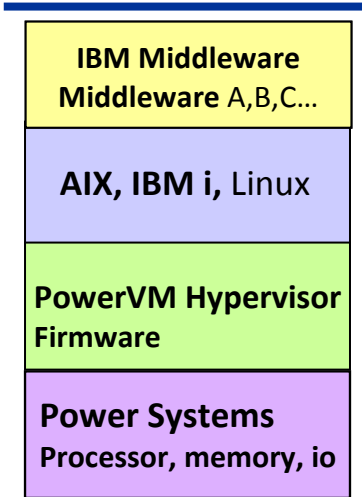 IBM Middleware
Middleware A,B,C...
AIX, IBM i, Linux
PowerVM Hypervisor
Firmware
Power Systems
Processor, memory, io